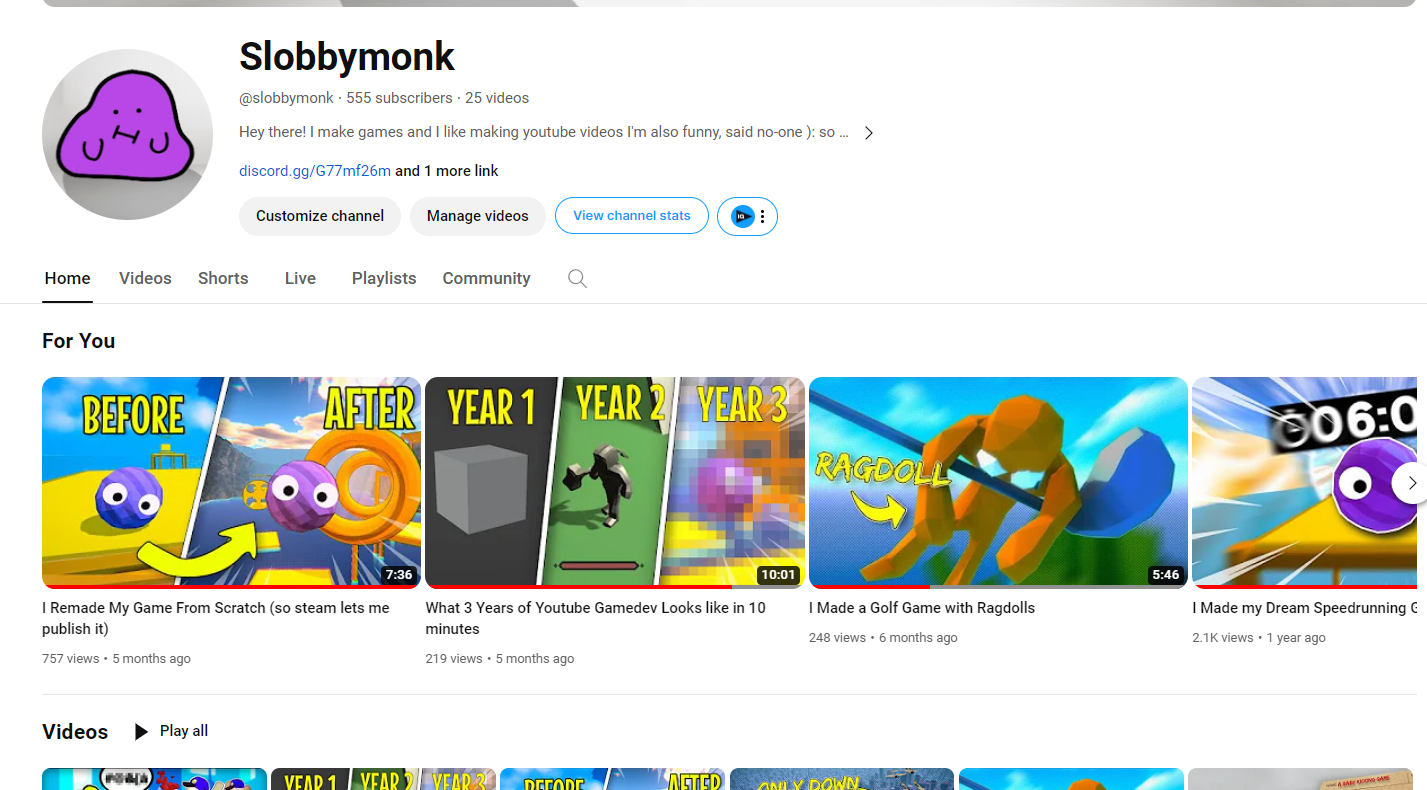 Slobbymonk
@slobbymonk · 555 subscribers · 25 videos
Hey there! I make games and I like making youtube videos I'm also funny, said no-one ): so ...
discord.gg/G77mf26m and 1 more link
Customize channel
Manage videos
View channel stats
IQ
Home
Videos
Shorts
Live
Playlists
Community
For You
BEFORE
AFTER
7:36
YEAR 1
YEAR 2
YEAR 3
10:01
RAGDOLL
5:46
06:0
I Remade My Game From Scratch (so steam lets me
publish it)
757 views • 5 months ago
What 3 Years of Youtube Gamedev Looks like in 10
minutes
219 views • 5 months ago
I Made a Golf Game with Ragdolls
248 views • 6 months ago
I Made my Dream Speedrunning G
2.1K views • 1 year ago
Videos
Play all
YEAR 1
YEAR 2
YEAR 3
BEFORE
AFTER
ONLY DOWN
A BABY KICKING GAME